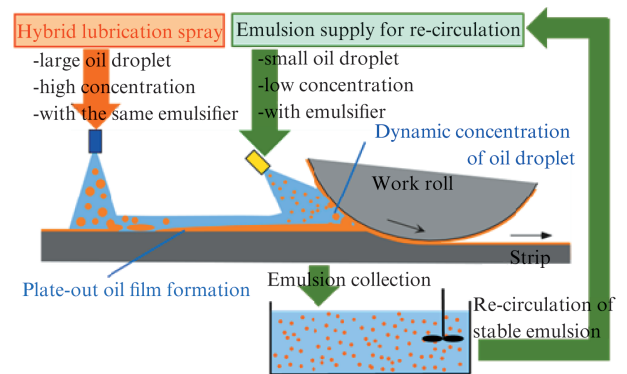 Hybrid lubrication spray
-large oil droplet
-high concentration
-with the same emulsifier
Emulsion supply for re-circulation
-small oil droplet
-low concentration
-with emulsifier
Dynamic concentration
of oil droplet
Work roll
Strip
Plate-out oil film formation
Emulsion collection
Re-circulation of
stable emulsion